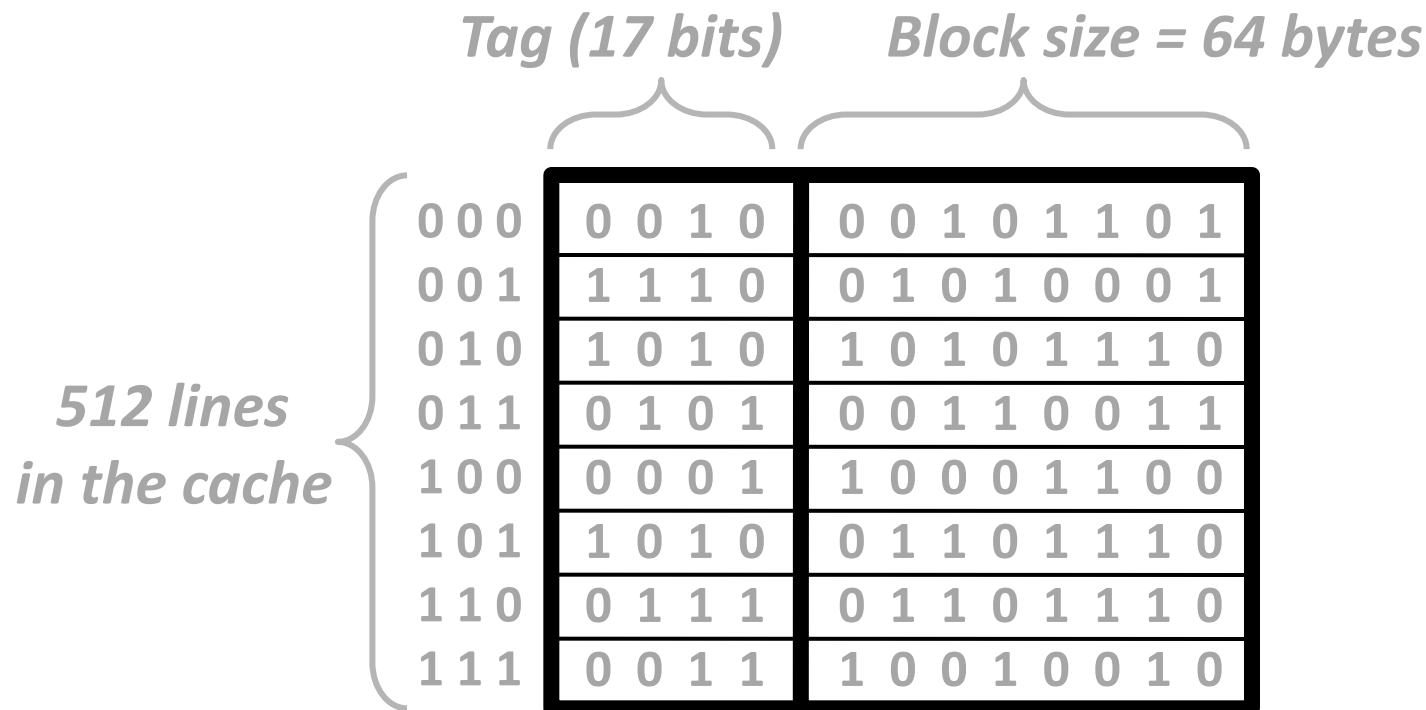 Tag (17 bits) Block size = 64 bytes
0 0 0 0 0 1 0 0 0 1 0 1 1 0 1
0 0 1 1 1 1 0 0 1 0 1 0 0 0 1
0 1 0 1 0 1 0 1 0 1 0 1 1 1 0
512 lines
0 1 1 0 1 0 1 0 0 1 1 0 0 1 1
in the cache
1 0 0 0 0 0 1 1 0 0 0 1 1 0 0
1 0 1 1 0 1 0 0 1 1 0 1 1 1 0
1 1 0 0 1 1 1 0 1 1 0 1 1 1 0
1 1 1 0 0 1 1 1 0 0 1 0 0 1 0